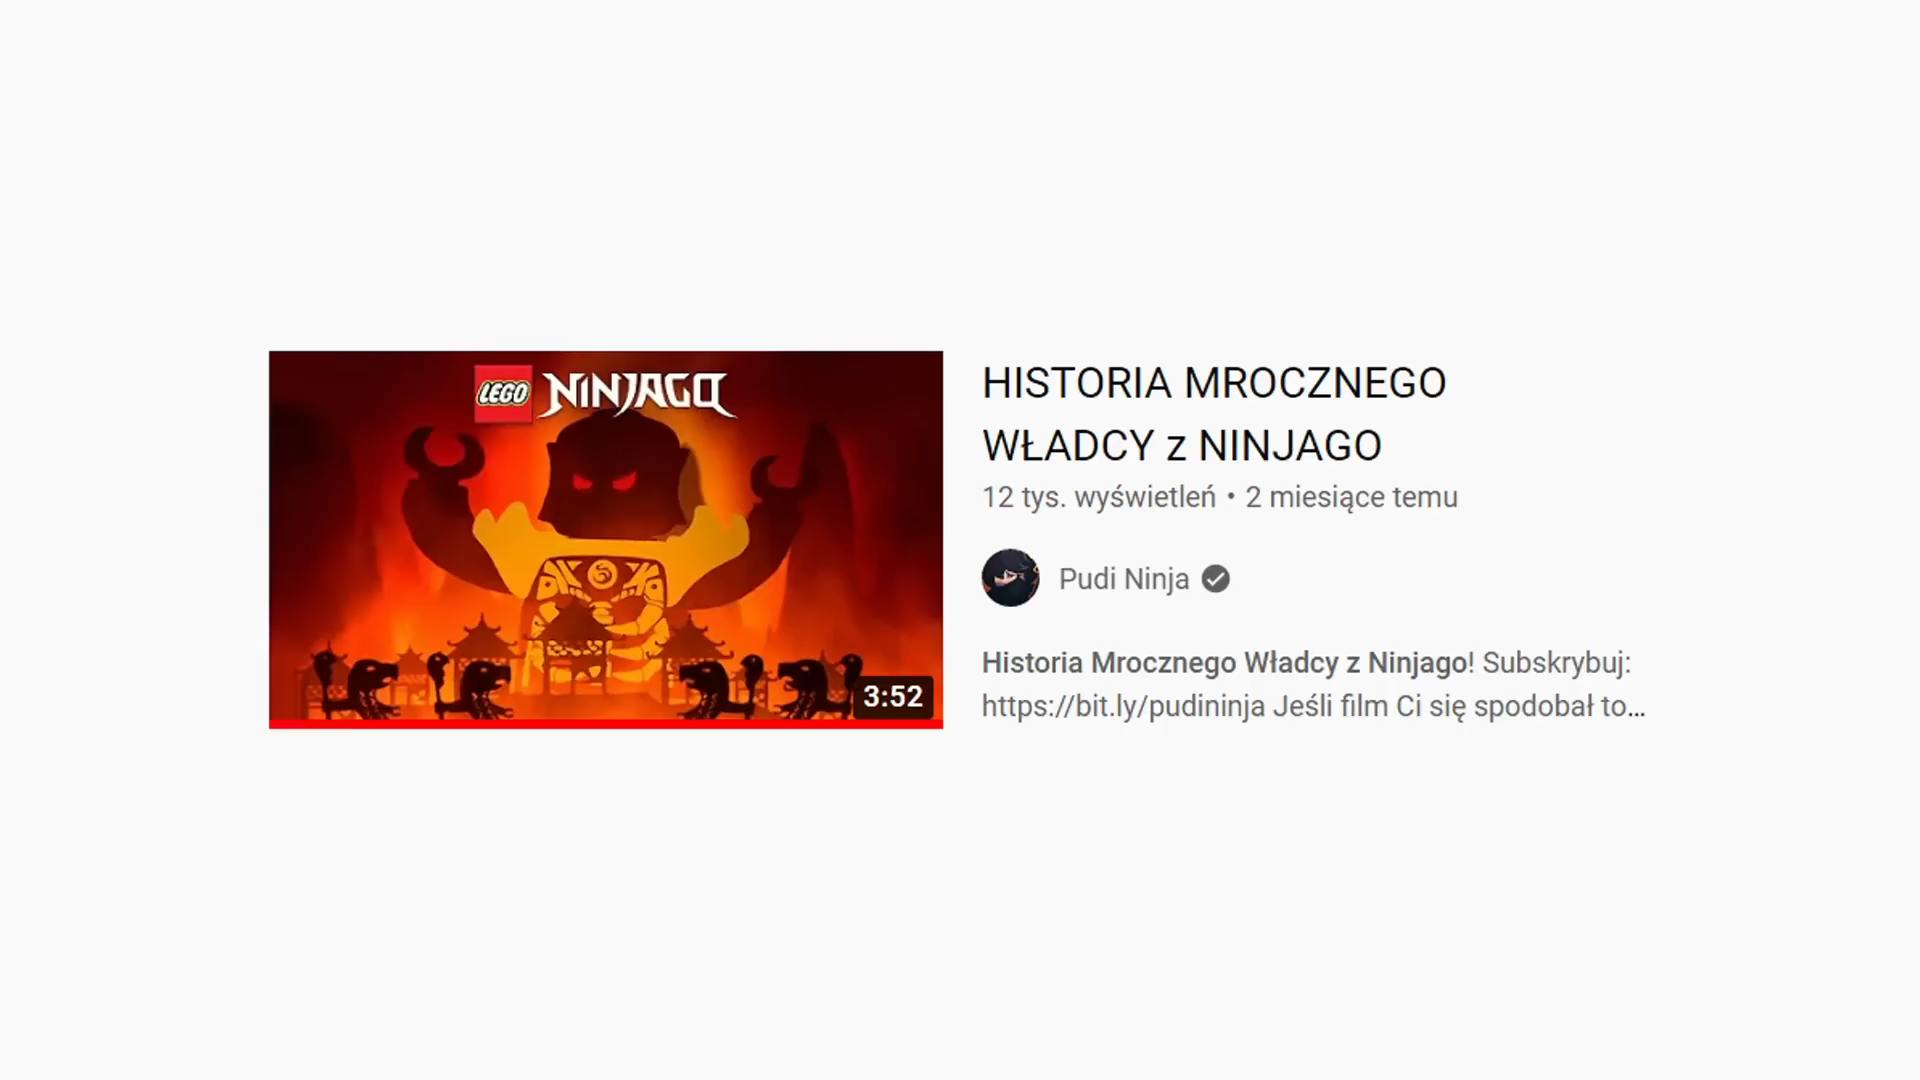 LEGO NINJAGO
3:52
HISTORIA MROCZNEGO
WŁADCY z NINJAGO
12 tys. wyświetleń • 2 miesiące temu
Pudi Ninja
Historia Mrocznego Władcy z Ninjago! Subskrybuj:
https://bit.ly/pudininja Jeśli film Ci się spodobał to...